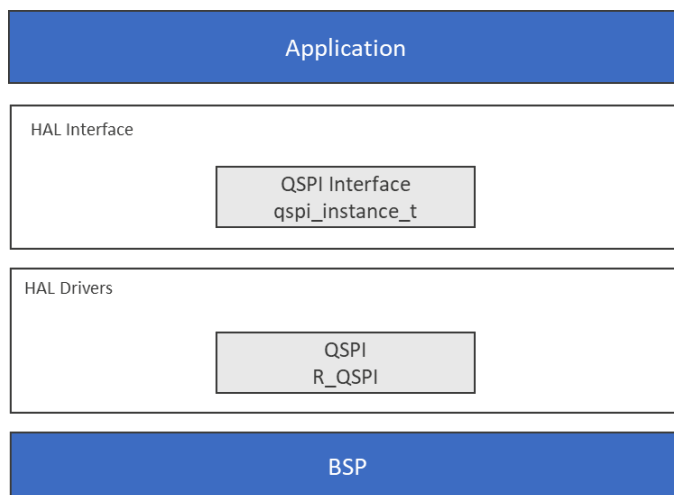 Application
HAL Interface
QSPI Interface
qspi_instance_t
HAL Drivers
QSPI
R_QSPI
BSP